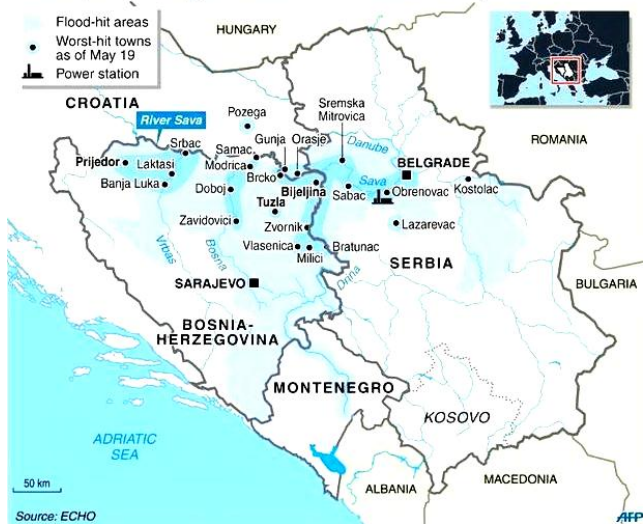 Flood-hit areas
Worst-hit towns
as of May 19
Power station
HUNGARY
CROATIA
River Sava
Pozega
Sremska
Mitrovica
Danube
ROMANIA
Srbac
Samac
Gunja
Orasje
BELGRADE
Prijedor
Laktasi
Modrica
Brcko
Sava
Kostolac
Banja Luka
Doboj
Bijeljina
Sabac
Obrenovac
Tuzla
Zavidovici
Zvornik
Lazarevac
Vrbas
Bosna
Vlasenica
Milici
Bratunac
SERBIA
BULGARIA
SARAJEVO
Drina
BOSNIA-
HERZEGOVINA
MONTENEGRO
KOSOVO
ADRIATIC
SEA
50 km
ALBANIA
MACEDONIA
Source: ECHO
AFP